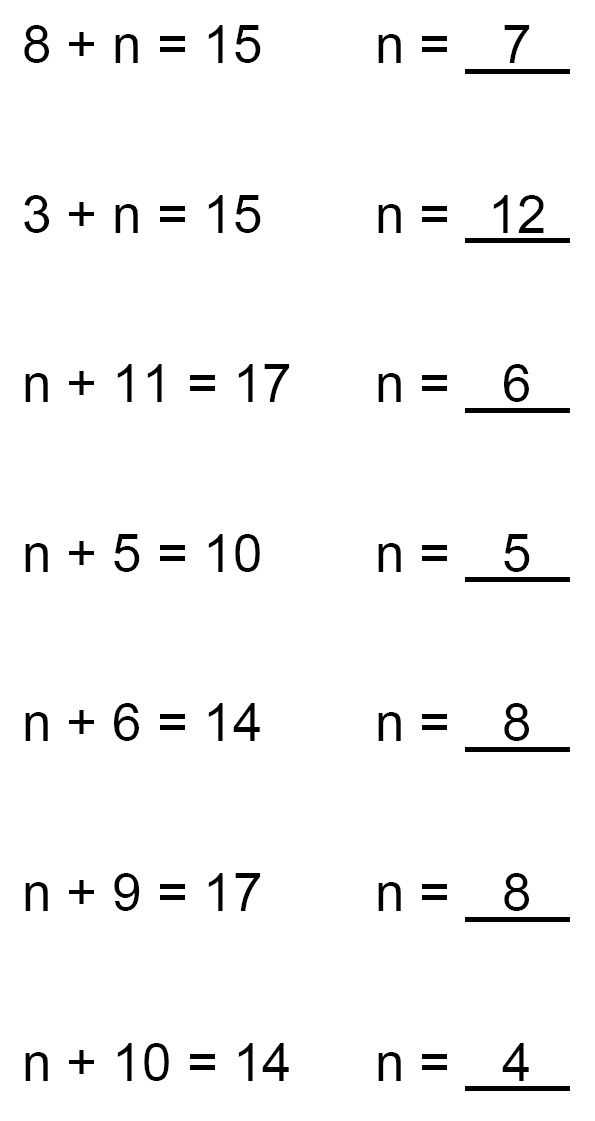 8 + n = 15 n = 7
3 + n = 15 n = 12
n + 11 = 17 n = 6
n + 5 = 10 n = 5
n + 6 = 14 n = 8
n + 9 = 17 n = 8
n + 10 = 14 n = 4